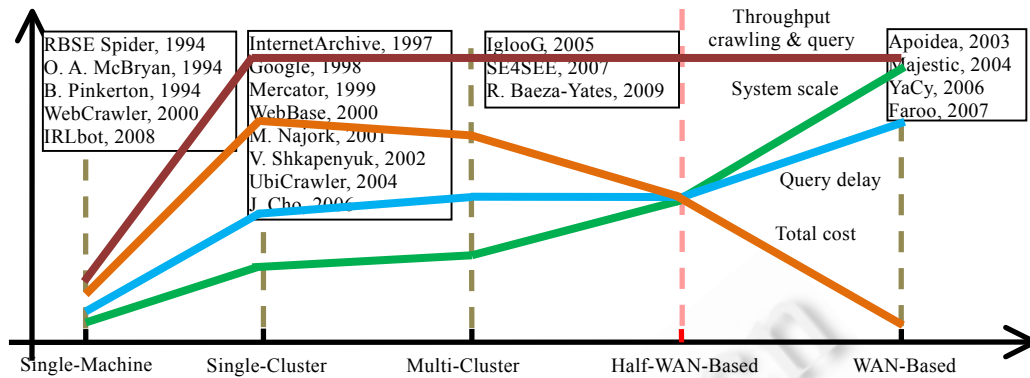 RBSE Spider, 1994
O. A. McBryan, 1994
B. Pinkerton, 1994
WebCrawler, 2000
IRLbot, 2008
InternetArchive, 1997
Google, 1998
Mercator, 1999
WebBase, 2000
M. Najork, 2001
V. Shkapenyuk, 2002
UbiCrawler, 2004
J. Cho, 2006
IglooG, 2005
SE4SEE, 2007
R. Baeza-Yates, 2009
Throughput
crawling & query
Apoidea, 2003
Majestic, 2004
YaCy, 2006
Faroo, 2007
System scale
Query delay
Total cost
Single-Machine
Single-Cluster
Multi-Cluster
Half-WAN-Based
WAN-Based